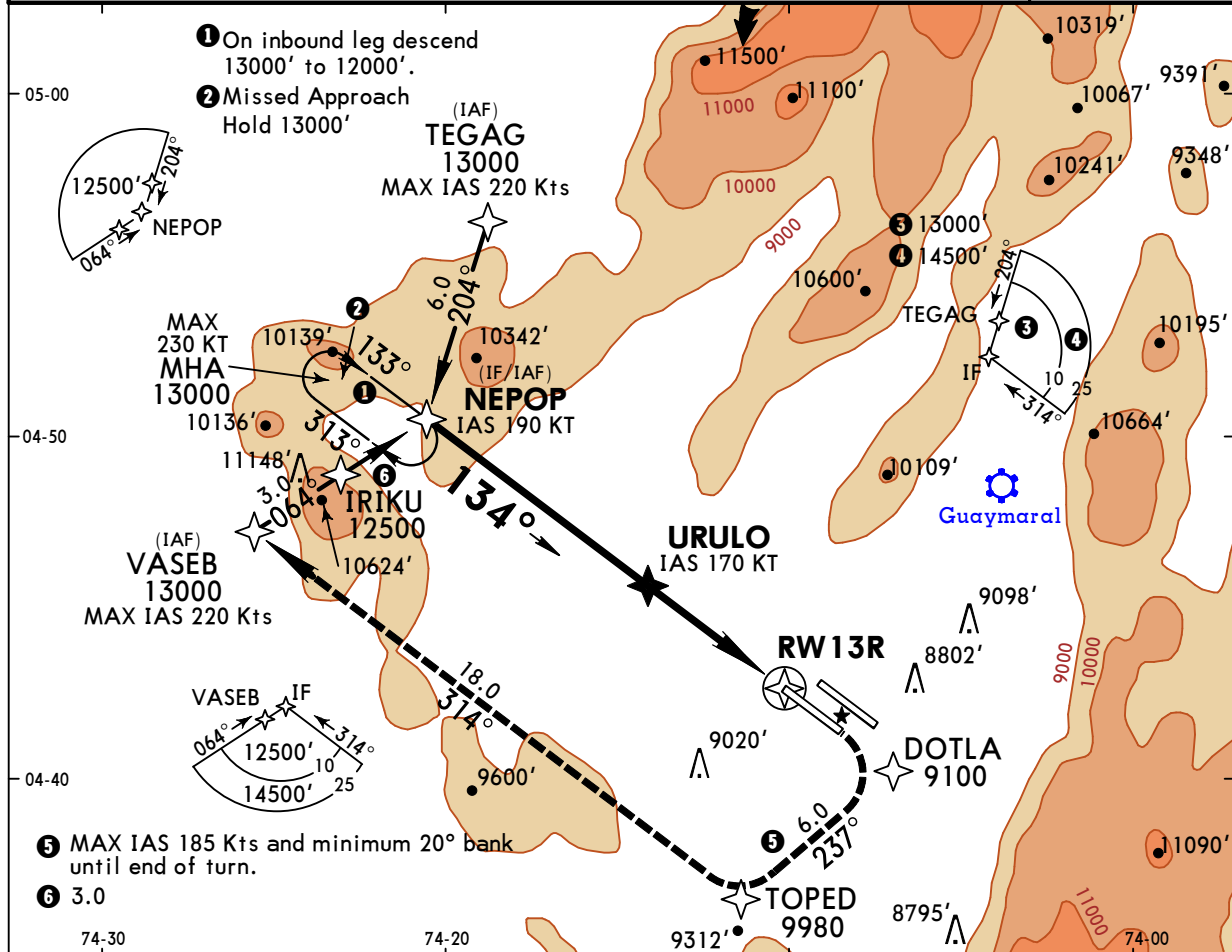 ❶ On inbound leg descend
13000' to 12000'.
❷ Missed Approach
Hold 13000'
05-00
204°
12500'
NEPOP
064°
(IAF)
TEGAG
13000
MAX IAS 220 Kts
6.0
204°
11500'
11000
11100'
10000
9000
10319'
9391'
10067'
10241'
9348'
❸ 13000'
❹ 14500'
10600'
204°
TEGAG
❸
❹
IF
10
25
314°
10195'
10664'
❷
MAX
230 KT
MHA
13000
10139'
133°
❶
10342'
(IF/IAF)
NEPOP
IAS 190 KT
10136'
313°
04-50
11148'
❻
3.0
064°
IRIKU
12500
10624'
134°
10109'
Guaymaral
(IAF)
VASEB
13000
MAX IAS 220 Kts
URULO
IAS 170 KT
9098'
8802'
9000
10000
RW13R
18.0
314°
VASEB
IF
064°
314°
12500'
10
14500'
25
04-40
9020'
9600'
DOTLA
9100
❺
6.0
237°
❺ MAX IAS 185 Kts and minimum 20° bank
until end of turn.
❻ 3.0
TOPED
9980
9312'
8795'
11090'
11000
74-30
74-20
74-00